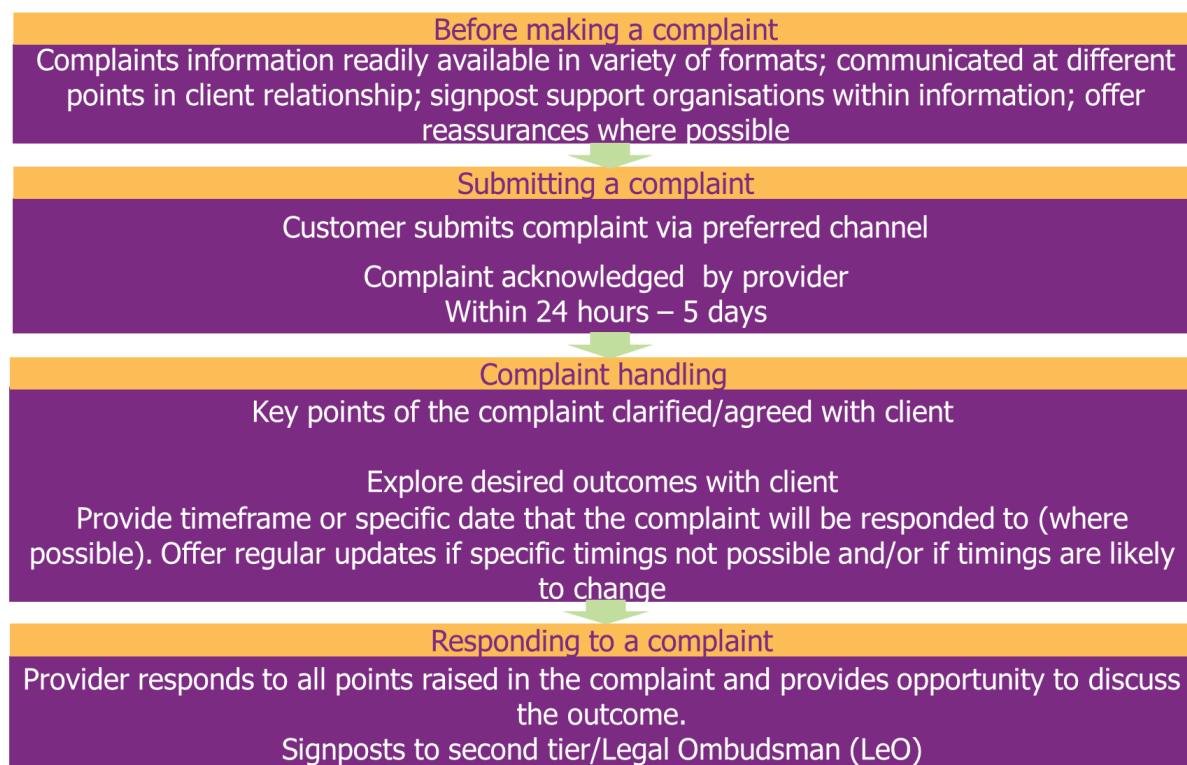 Before making a complaint
Complaints information readily available in variety of formats; communicated at different
points in client relationship; signpost support organisations within information; offer
reassurances where possible
Submitting a complaint
Customer submits complaint via preferred channel
Complaint acknowledged by provider
Within 24 hours – 5 days
Complaint handling
Key points of the complaint clarified/agreed with client
Explore desired outcomes with client
Provide timeframe or specific date that the complaint will be responded to (where
possible). Offer regular updates if specific timings not possible and/or if timings are likely
to change
Responding to a complaint
Provider responds to all points raised in the complaint and provides opportunity to discuss
the outcome.
Signposts to second tier/Legal Ombudsman (LeO)